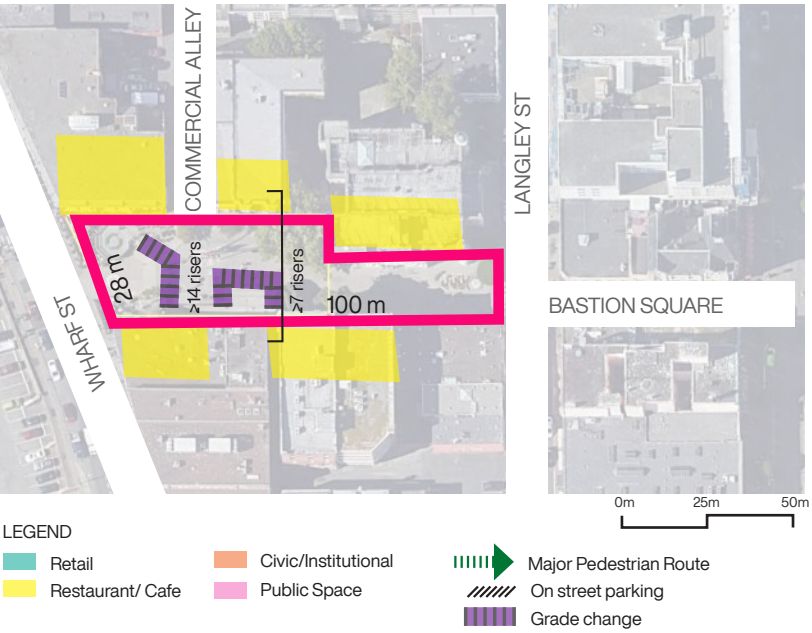 COMMERCIAL ALLEY
LANGLEY ST
28 m
≥14 risers
≥7 risers
100 m
BASTION SQUARE
WHARF ST
0m 25m 50m
LEGEND
Retail
Restaurant/ Cafe
Civic/Institutional
Public Space
Major Pedestrian Route
On street parking
Grade change